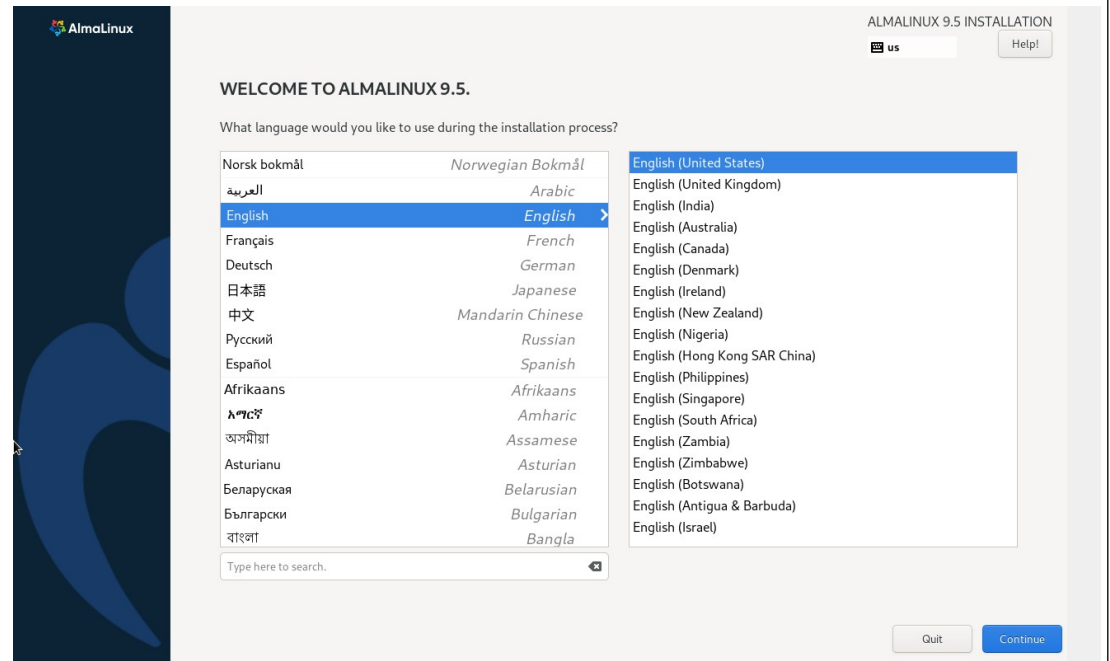 AlmaLinux
ALMALINUX 9.5 INSTALLATION
us
Help!
WELCOME TO ALMALINUX 9.5.
What language would you like to use during the installation process?
Norsk bokmål Norwegian Bokmål
العربية Arabic
English English
Français French
Deutsch German
日本語 Japanese
中文 Mandarin Chinese
Русский Russian
Español Spanish
Afrikaans Afrikaans
አማርኛ Amharic
অসমীয়া Assamese
Asturianu Asturian
Беларуская Belarusian
Български Bulgarian
বাংলা Bangla
Type here to search.
English (United States)
English (United Kingdom)
English (India)
English (Australia)
English (Canada)
English (Denmark)
English (Ireland)
English (New Zealand)
English (Nigeria)
English (Hong Kong SAR China)
English (Philippines)
English (Singapore)
English (South Africa)
English (Zambia)
English (Zimbabwe)
English (Botswana)
English (Antigua & Barbuda)
English (Israel)
Quit
Continue